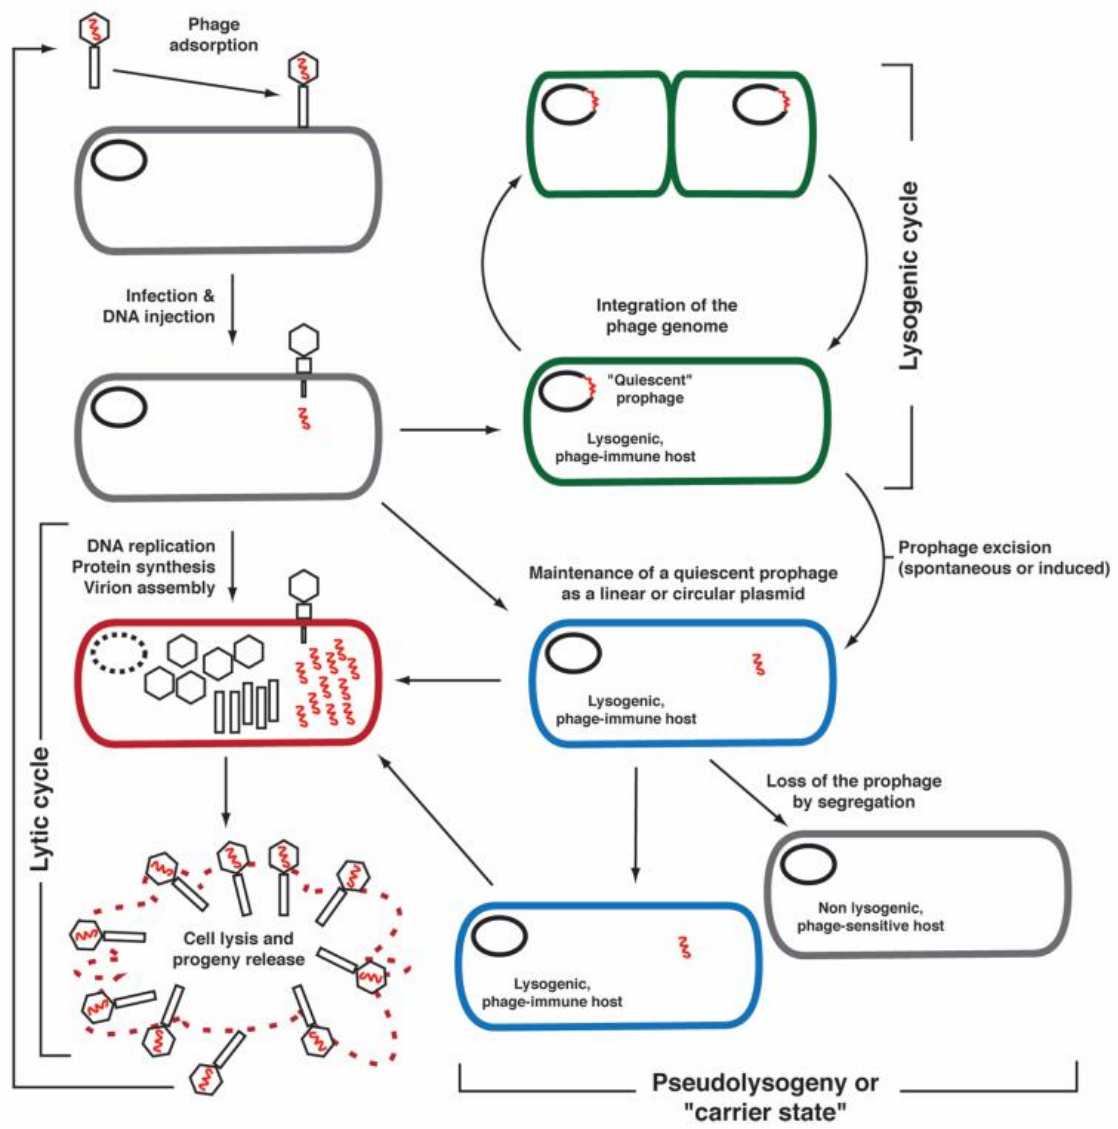 Phage
adsorption
Infection &
DNA injection
Integration of the
phage genome
"Quiescent"
prophage
Lysogenic,
phage-immune host
Lysogenic cycle
DNA replication
Protein synthesis
Virion assembly
Maintenance of a quiescent prophage
as a linear or circular plasmid
Prophage excision
(spontaneous or induced)
Lysogenic,
phage-immune host
Lytic cycle
Loss of the prophage
by segregation
Cell lysis and
progeny release
Non lysogenic,
phage-sensitive host
Lysogenic,
phage-immune host
Pseudolysogeny or
"carrier state"